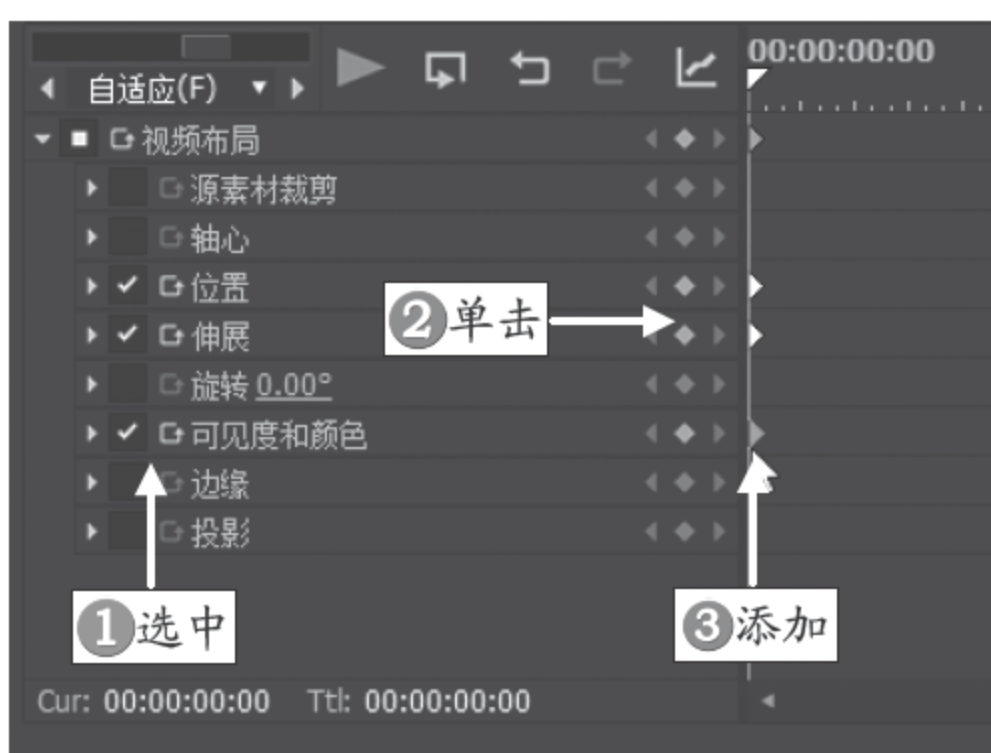 00:00:00:00
自适应(F)
视频布局
源素材裁剪
轴心
位置
2 单击
伸展
旋转 0.00°
可见度和颜色
边缘
投影
1 选中
3 添加
Cur: 00:00:00:00 Ttl: 00:00:00:00